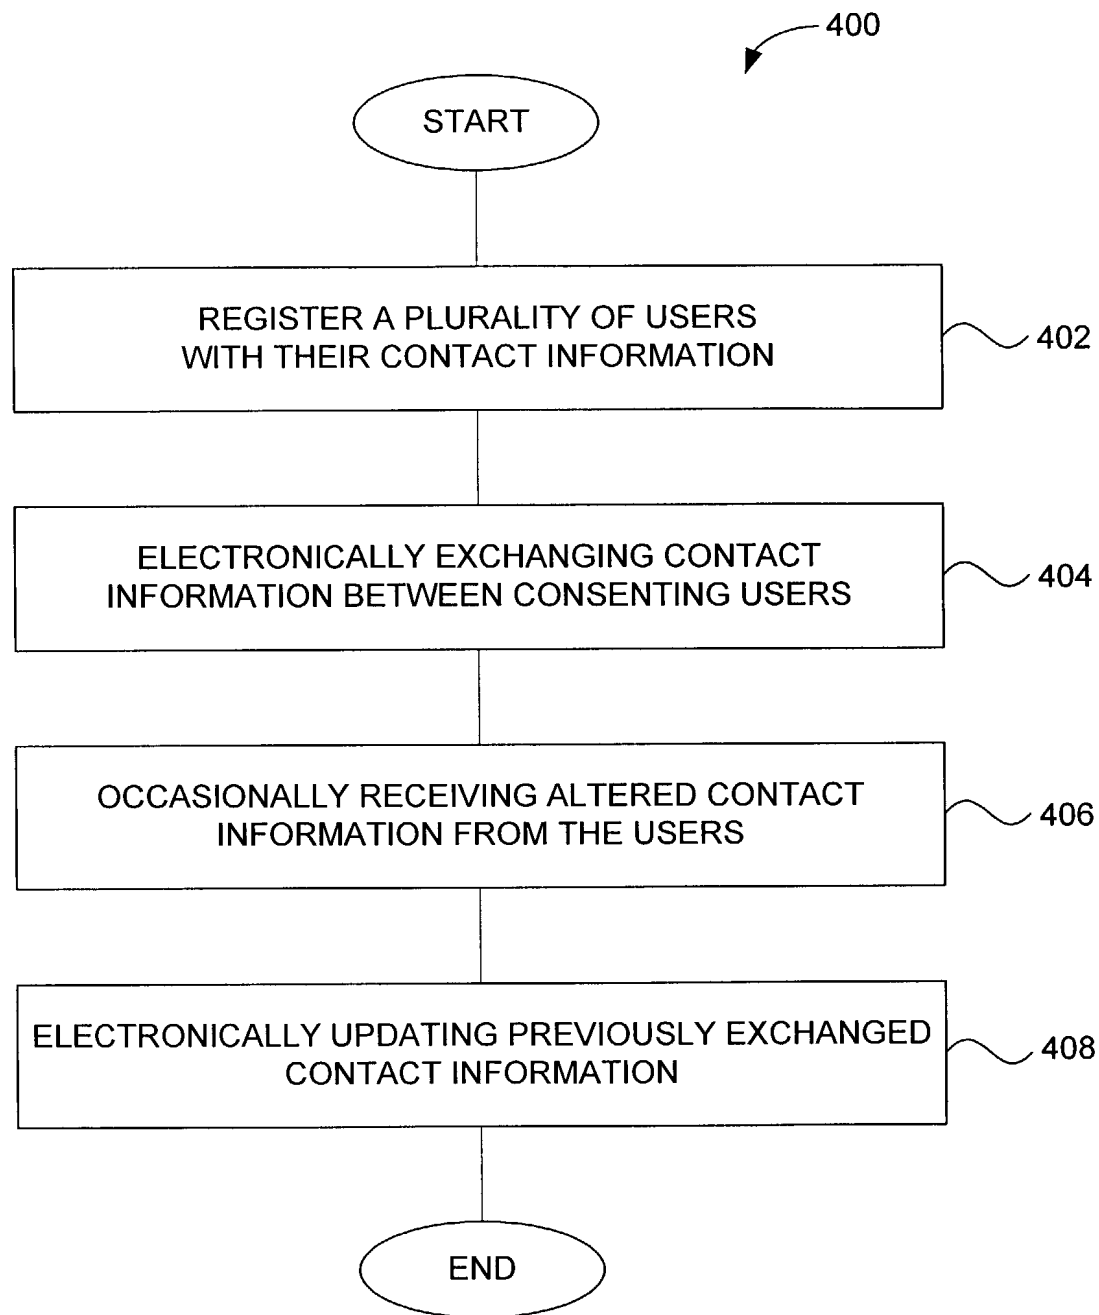 400
START
REGISTER A PLURALITY OF USERS
WITH THEIR CONTACT INFORMATION
402
ELECTRONICALLY EXCHANGING CONTACT
INFORMATION BETWEEN CONSENTING USERS
404
OCCASIONALLY RECEIVING ALTERED CONTACT
INFORMATION FROM THE USERS
406
ELECTRONICALLY UPDATING PREVIOUSLY EXCHANGED
CONTACT INFORMATION
408
END